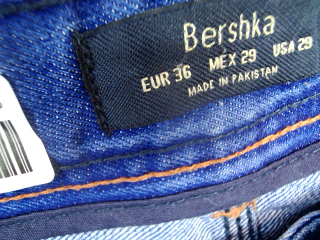 Bershka
EUR 36 MEX 29 USA 29
MADE IN PAKISTAN